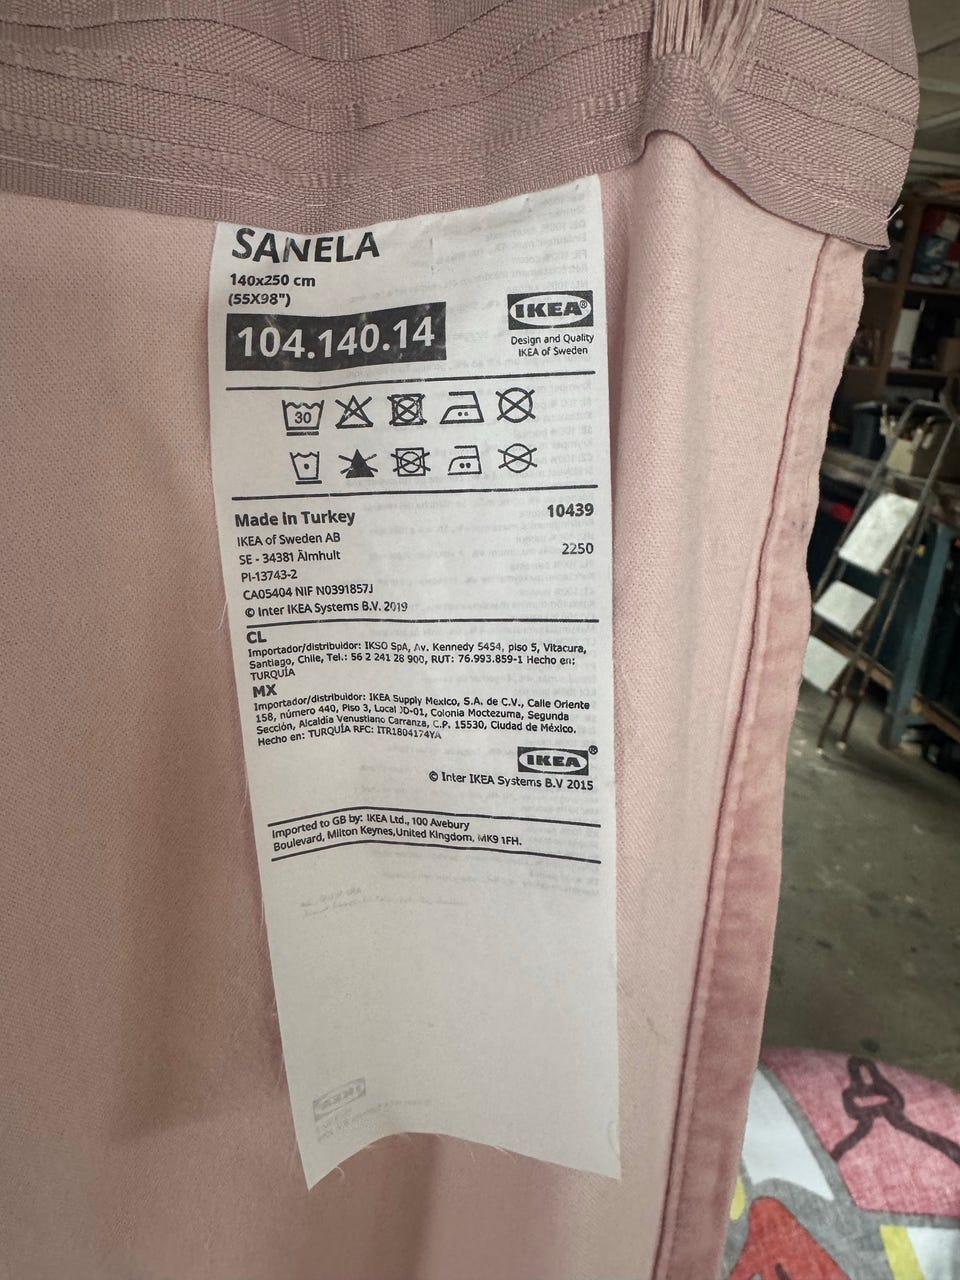 SANELA
140x250 cm
(55X98")
104.140.14
IKEA®
Design and Quality
IKEA of Sweden
30
Made in Turkey
10439
IKEA of Sweden AB
2250
SE - 34381 Älmhult
PI-13743-2
CA05404 NIF N0391857J
© Inter IKEA Systems B.V. 2019
CL
Importador/distribuidor: IKSO SpA, Av. Kennedy 5454, piso 5, Vitacura,
Santiago, Chile, Tel.: 56 2 241 28 900, RUT: 76.993.859-1 Hecho en:
TURQUÍA
MX
Importador/distribuidor: IKEA Supply Mexico, S.A. de C.V., Calle Oriente
158, número 440, Piso 3, Local JD-01, Colonia Moctezuma, Segunda
Sección, Alcaldía Venustiano Carranza, C.P. 15530, Ciudad de México.
Hecho en: TURQUÍA RFC: ITR1804174YA
IKEA®
© Inter IKEA Systems B.V 2015
Imported to GB by: IKEA Ltd., 100 Avebury
Boulevard, Milton Keynes,United Kingdom, MK9 1FH.